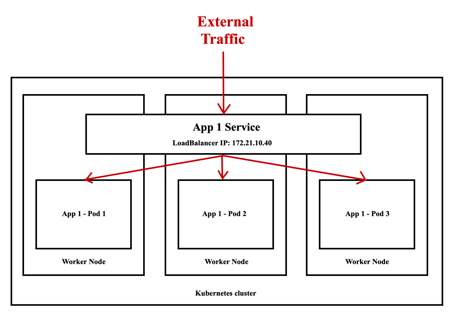 External
Traffic
App 1 Service
LoadBalancer IP: 172.21.10.40
App 1 - Pod 1
App 1 - Pod 2
App 1 - Pod 3
Worker Node
Worker Node
Worker Node
Kubernetes cluster